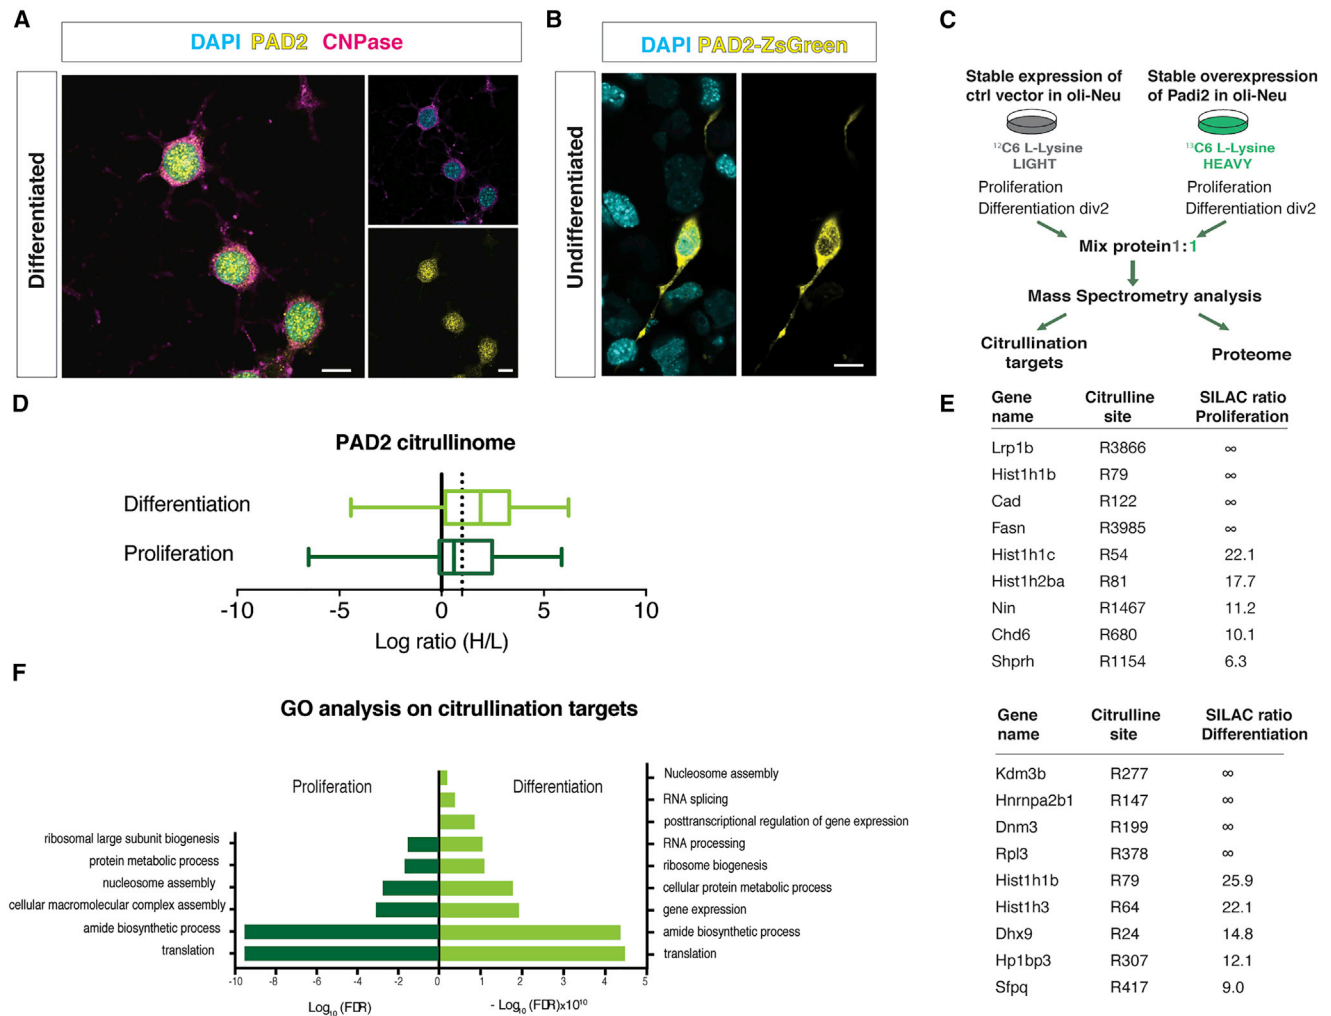 A
DAPI PAD2 CNPase
Differentiated
B
DAPI PAD2-ZsGreen
Undifferentiated
C
Stable expression of
ctrl vector in oli-Neu
¹²C6 L-Lysine
LIGHT
Proliferation
Differentiation div2
Stable overexpression
of Padi2 in oli-Neu
¹³C6 L-Lysine
HEAVY
Proliferation
Differentiation div2
Mix protein1:1
Mass Spectrometry analysis
Citrullination
targets
Proteome
D
PAD2 citrullinome
Differentiation
Proliferation
-10 -5 0 5 10
Log ratio (H/L)
E
Gene name Citrulline site SILAC ratio Proliferation
Lrp1b R3866 ∞
Hist1h1b R79 ∞
Cad R122 ∞
Fasn R3985 ∞
Hist1h1c R54 22.1
Hist1h2ba R81 17.7
Nin R1467 11.2
Chd6 R680 10.1
Shprh R1154 6.3
Gene name Citrulline site SILAC ratio Differentiation
Kdm3b R277 ∞
Hnrnpa2b1 R147 ∞
Dnm3 R199 ∞
Rpl3 R378 ∞
Hist1h1b R79 25.9
Hist1h3 R64 22.1
Dhx9 R24 14.8
Hp1bp3 R307 12.1
Sfpq R417 9.0
F
GO analysis on citrullination targets
Proliferation
Differentiation
ribosomal large subunit biogenesis
protein metabolic process
nucleosome assembly
cellular macromolecular complex assembly
amide biosynthetic process
translation
Nucleosome assembly
RNA splicing
posttranscriptional regulation of gene expression
RNA processing
ribosome biogenesis
cellular protein metabolic process
gene expression
amide biosynthetic process
translation
-10 -8 -6 -4 -2 0 1 2 3 4 5
Log₁₀ (FDR)
- Log₁₀ (FDR)x10¹⁰